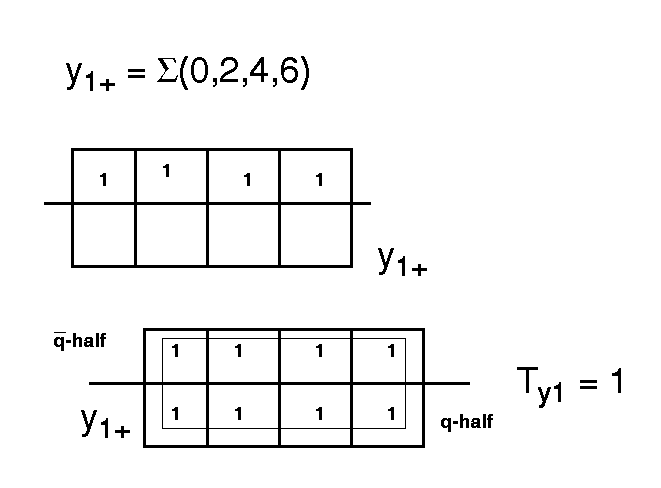 y₁₊ = Σ(0,2,4,6)
1 1 1 1
y₁₊
q̅-half
1 1 1 1
T_y1 = 1
1 1 1 1
y₁₊
q-half